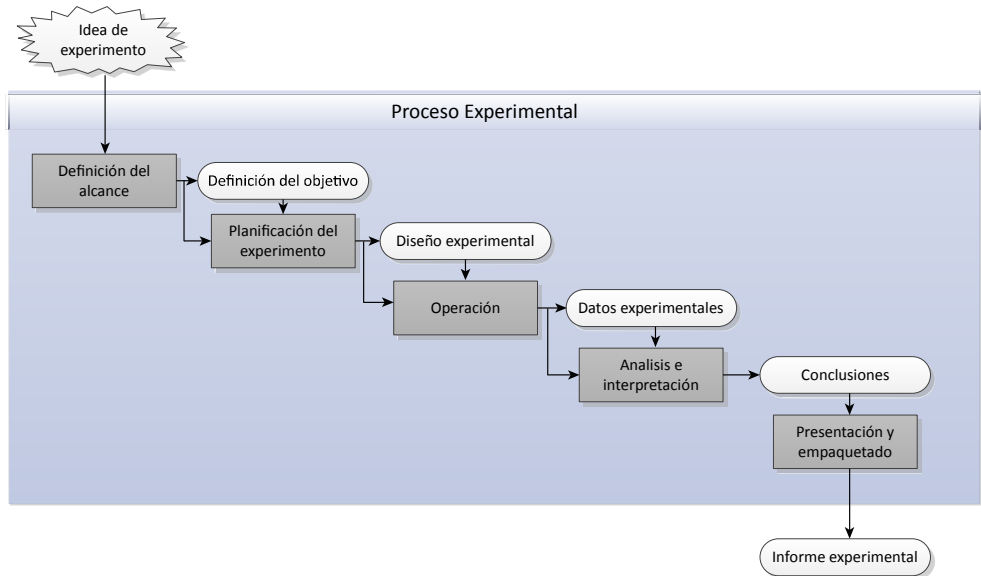 Idea de
experimento
Proceso Experimental
Definición del
alcance
Definición del objetivo
Planificación del
experimento
Diseño experimental
Operación
Datos experimentales
Analisis e
interpretación
Conclusiones
Presentación y
empaquetado
Informe experimental